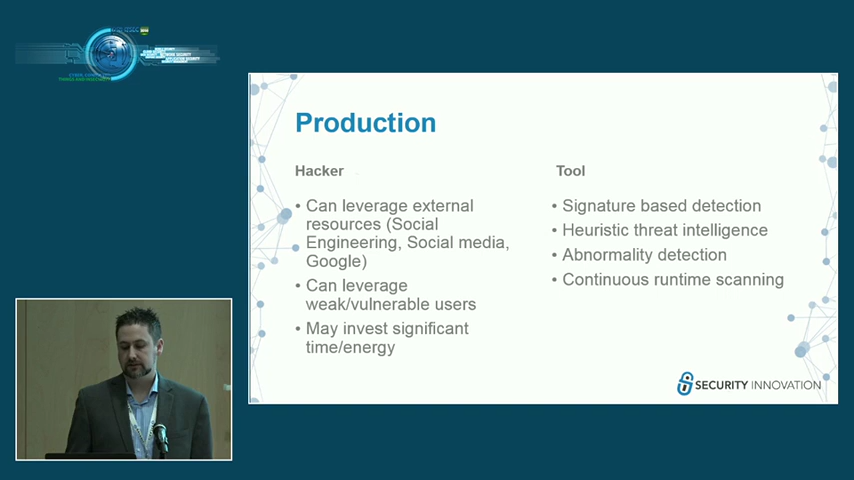 Production
Hacker
Tool
• Can leverage external
resources (Social
Engineering, Social media,
Google)
• Can leverage
weak/vulnerable users
• May invest significant
time/energy
• Signature based detection
• Heuristic threat intelligence
• Abnormality detection
• Continuous runtime scanning
SECURITY INNOVATION